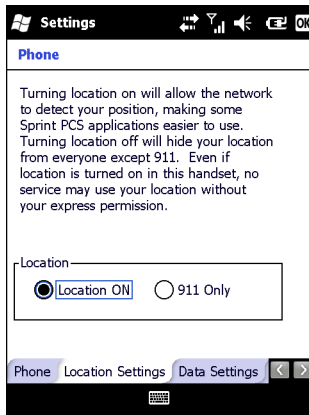 Settings
OK
Phone
Turning location on will allow the network
to detect your position, making some
Sprint PCS applications easier to use.
Turning location off will hide your location
from everyone except 911.  Even if
location is turned on in this handset, no
service may use your location without
your express permission.
Location
Location ON
911 Only
Phone
Location Settings
Data Settings